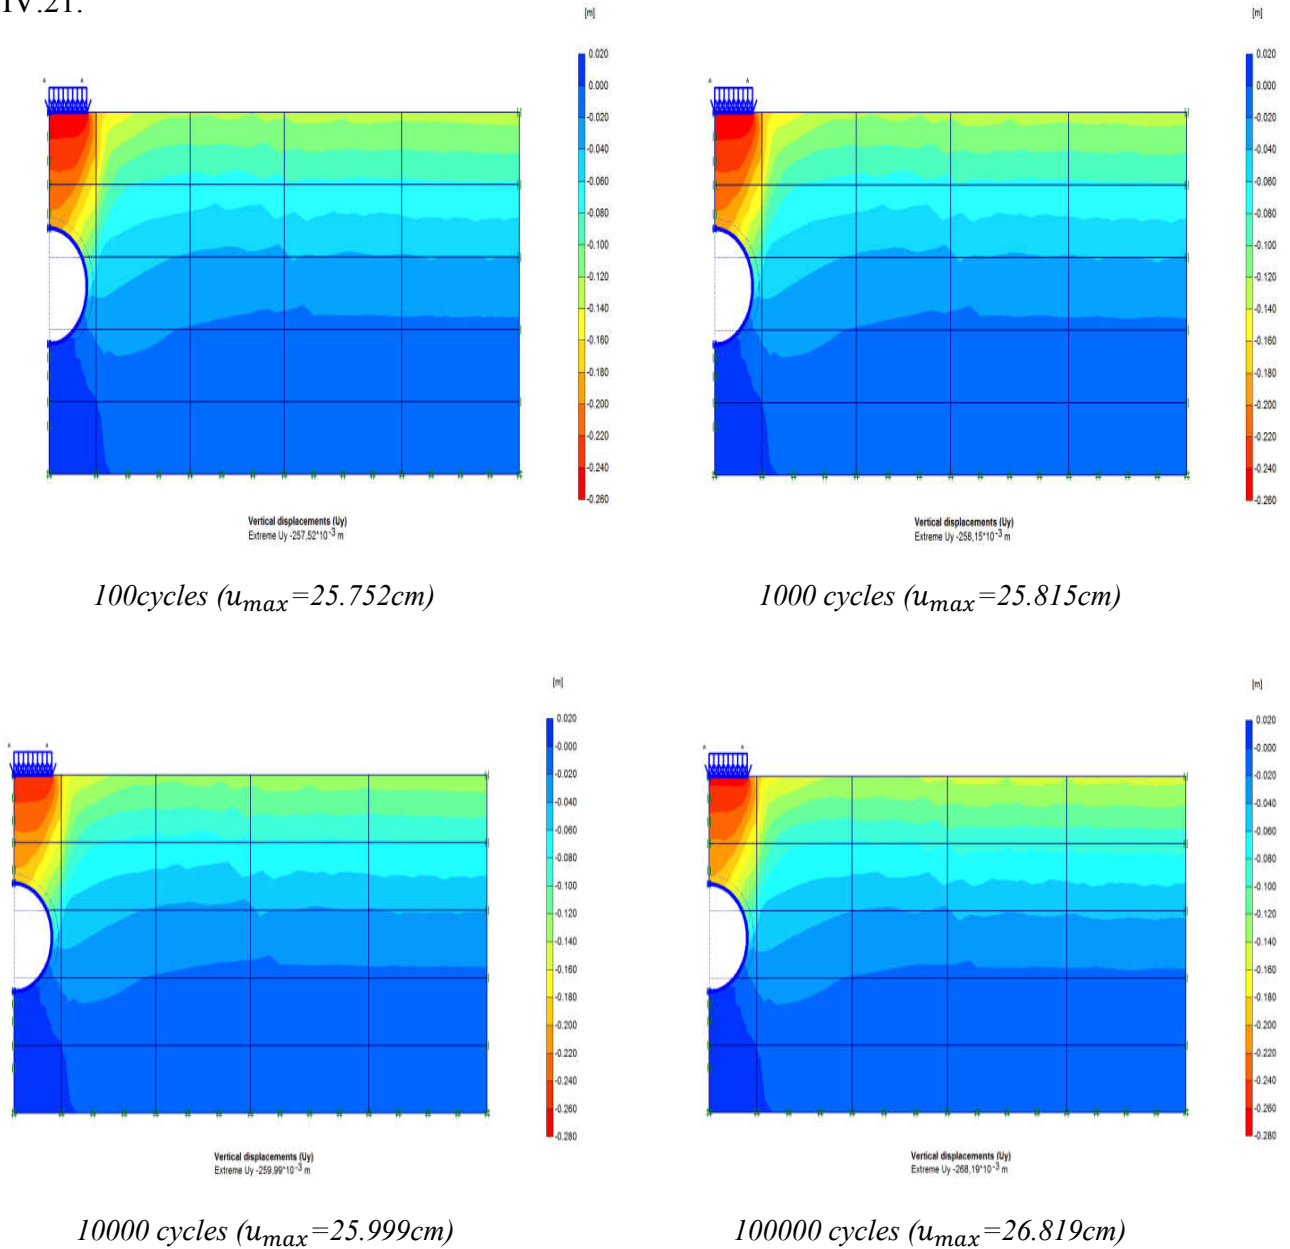 IV.21.
[m]
0.020
0.000
-0.020
-0.040
-0.060
-0.080
-0.100
-0.120
-0.140
-0.160
-0.180
-0.200
-0.220
-0.240
-0.260
A A
Vertical displacements (Uy)
Extreme Uy -257,52*10-3 m
100cycles (umax=25.752cm)
[m]
0.020
0.000
-0.020
-0.040
-0.060
-0.080
-0.100
-0.120
-0.140
-0.160
-0.180
-0.200
-0.220
-0.240
-0.260
A A
Vertical displacements (Uy)
Extreme Uy -258,15*10-3 m
1000 cycles (umax=25.815cm)
[m]
0.020
-0.000
-0.020
-0.040
-0.060
-0.080
-0.100
-0.120
-0.140
-0.160
-0.180
-0.200
-0.220
-0.240
-0.260
-0.280
A A
Vertical displacements (Uy)
Extreme Uy -259,99*10-3 m
10000 cycles (umax=25.999cm)
[m]
0.020
-0.000
-0.020
-0.040
-0.060
-0.080
-0.100
-0.120
-0.140
-0.160
-0.180
-0.200
-0.220
-0.240
-0.260
-0.280
A A
Vertical displacements (Uy)
Extreme Uy -268,19*10-3 m
100000 cycles (umax=26.819cm)